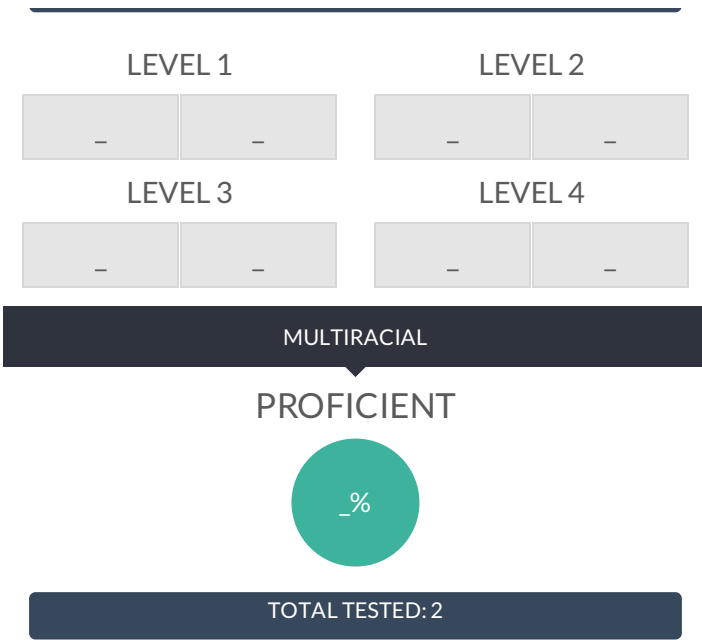 LEVEL 1 LEVEL 2
_ _ _ _
LEVEL 3 LEVEL 4
_ _ _ _
MULTIRACIAL
PROFICIENT
_%
TOTAL TESTED: 2